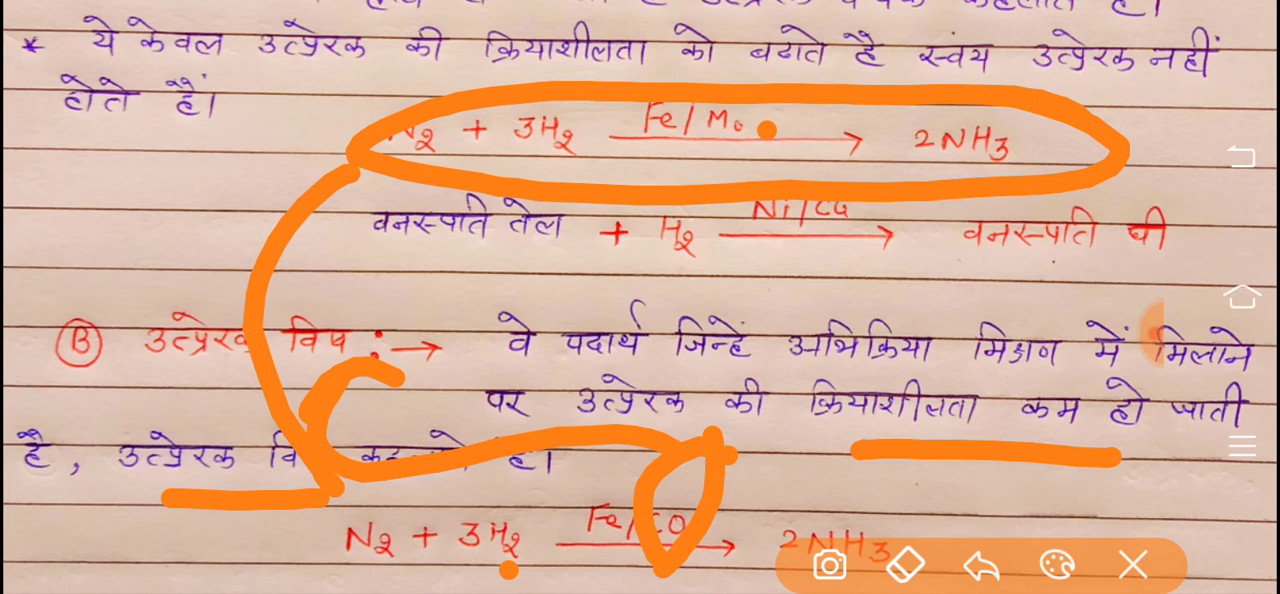 * ये केवल उत्प्रेरक की क्रियाशीलता को बढाते है स्वंय उत्प्रेरक नहीं
होते हैं।
N2 + 3H2 Fe/Mo → 2NH3
वनस्पति तेल + H2 Ni/Cu → वनस्पति घी
(B) उत्प्रेरक विष :→ वे पदार्थ जिन्हें अभिक्रिया मिश्रण में मिलाने
पर उत्प्रेरक की क्रियाशीलता कम हो जाती
है, उत्प्रेरक हैं।
N2 + 3H2 Fe/CO → 2NH3